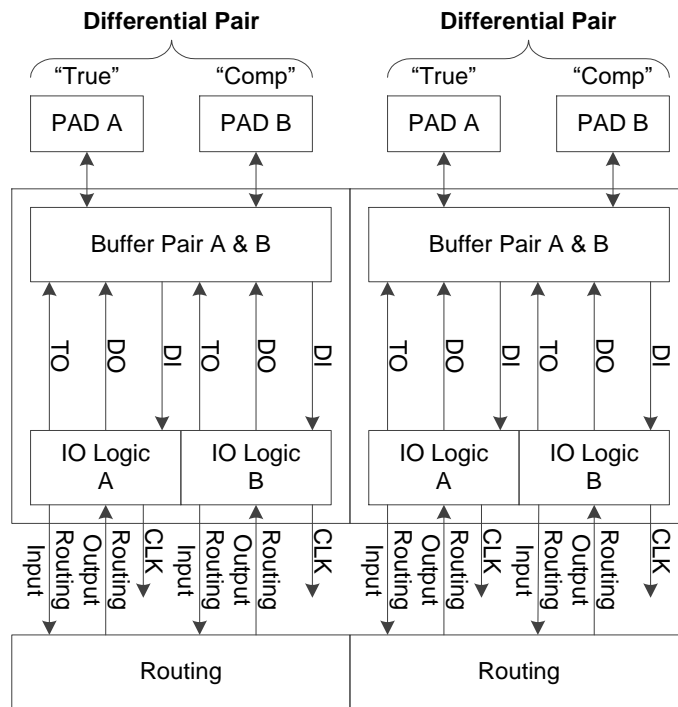 Differential Pair Differential Pair
“True” “Comp” “True” “Comp”
PAD A PAD B PAD A PAD B
Buffer Pair A & B Buffer Pair A & B
TO DO DI TO DO DI TO DO DI TO DO DI
IO Logic A IO Logic B IO Logic A IO Logic B
Routing Input Routing Output CLK Routing Input Routing Output CLK Routing Input Routing Output CLK Routing Input Routing Output CLK
Routing Routing